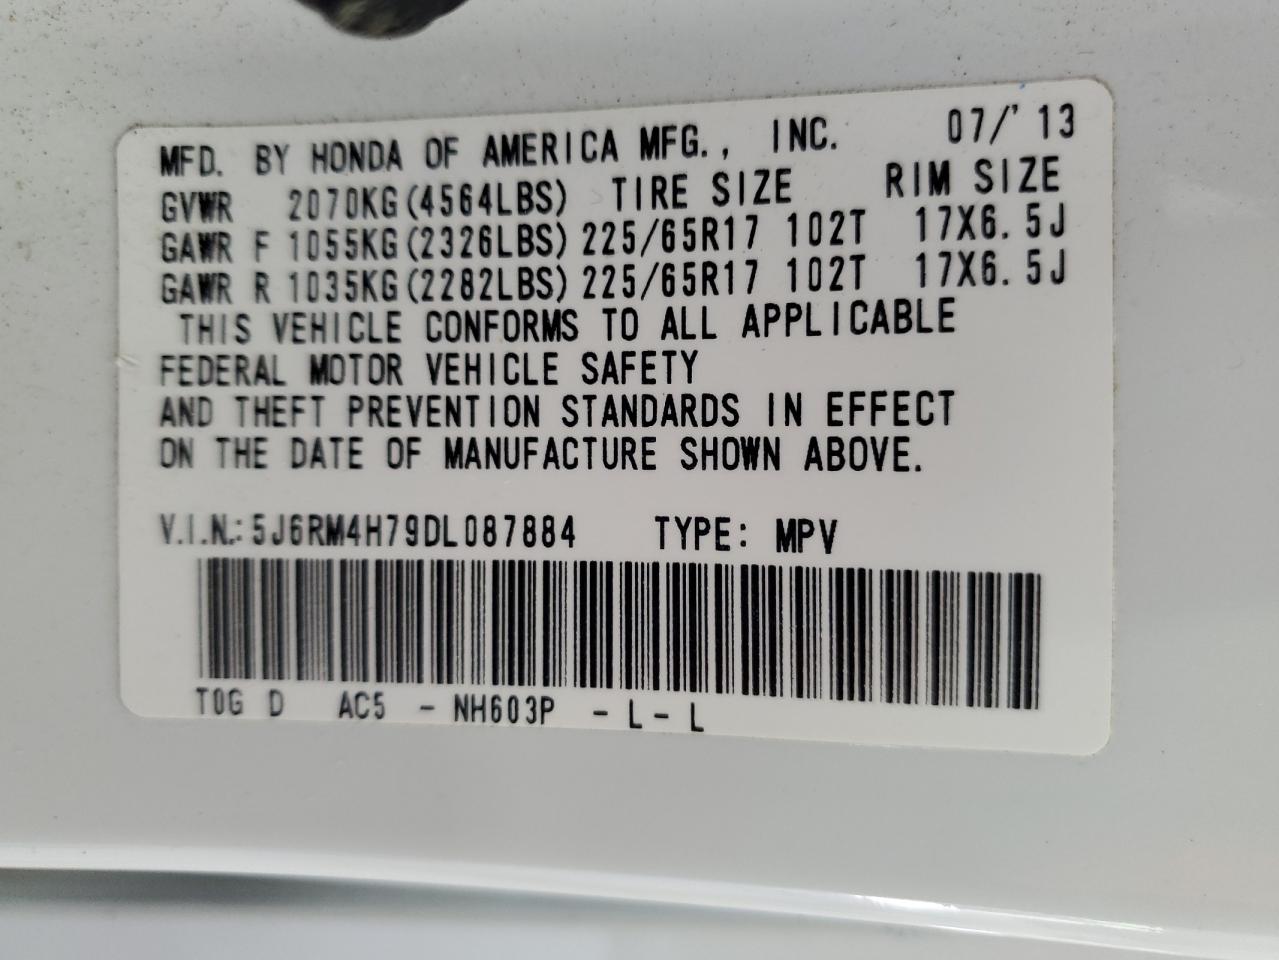 MFD. BY HONDA OF AMERICA MFG., INC. 07/'13
GVWR 2070KG(4564LBS) TIRE SIZE RIM SIZE
GAWR F 1055KG(2326LBS) 225/65R17 102T 17X6.5J
GAWR R 1035KG(2282LBS) 225/65R17 102T 17X6.5J
THIS VEHICLE CONFORMS TO ALL APPLICABLE
FEDERAL MOTOR VEHICLE SAFETY
AND THEFT PREVENTION STANDARDS IN EFFECT
ON THE DATE OF MANUFACTURE SHOWN ABOVE.
V.I.N.: 5J6RM4H79DL087884 TYPE: MPV
T0G D AC5 - NH603P - L - L